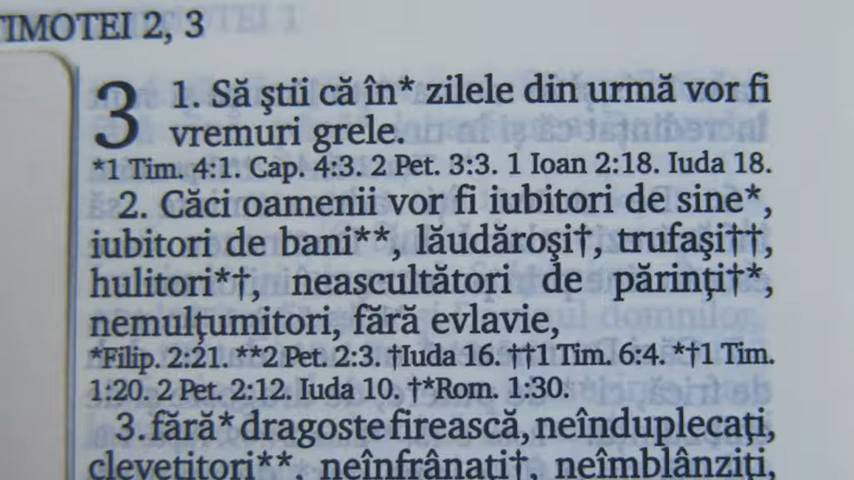 TIMOTEI 2, 3
3 1. Să ştii că în* zilele din urmă vor fi
vremuri grele.
*1 Tim. 4:1. Cap. 4:3. 2 Pet. 3:3. 1 Ioan 2:18. Iuda 18.
2. Căci oamenii vor fi iubitori de sine*,
iubitori de bani**, lăudăroşi†, trufaşi††,
hulitori*†, neascultători de părinţi†*,
nemulţumitori, fără evlavie,
*Filip. 2:21. **2 Pet. 2:3. †Iuda 16. ††1 Tim. 6:4. *†1 Tim.
1:20. 2 Pet. 2:12. Iuda 10. †*Rom. 1:30.
3. fără* dragoste firească, neînduplecaţi,
clevetitori**, neînfrânaţi†, neîmblânziţi,